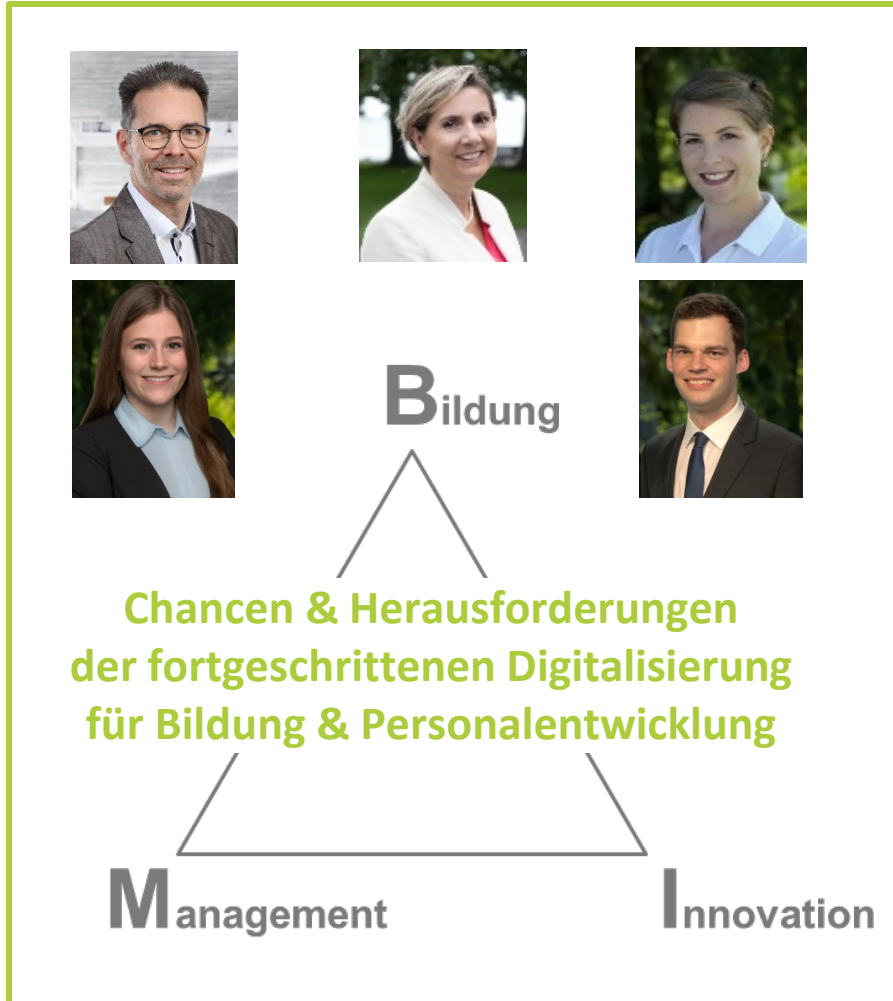 Bildung
Chancen & Herausforderungen
der fortgeschrittenen Digitalisierung
für Bildung & Personalentwicklung
Management
Innovation